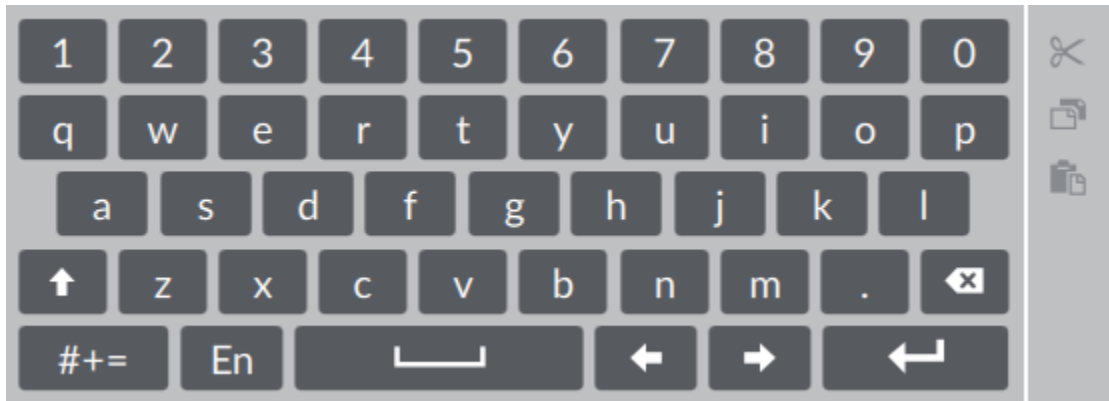 1 2 3 4 5 6 7 8 9 0
q w e r t y u i o p
a s d f g h j k l
z x c v b n m .
#+= En